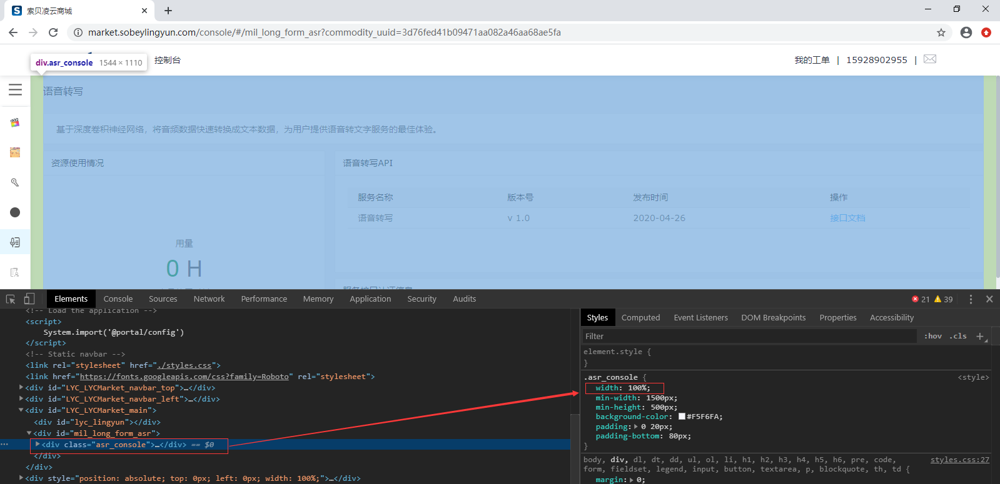 索贝凌云商城
market.sobeylingyun.com/console/#/mil_long_form_asr?commodity_uuid=3d76fed41b09471aa082a46aa68ae5fa
div.asr_console 1544 × 1110
控制台
我的工单 | 15928902955 |
语音转写
基于深度卷积神经网络，将音频数据快速转换成文本数据，为用户提供语音转文字服务的最佳体验。
资源使用情况
语音转写API
服务名称 版本号 发布时间 操作
语音转写 v 1.0 2020-04-26 接口文档
用量
0 H
Elements Console Sources Network Performance Memory Application Security Audits 21 39
<!-- Load the application -->
<script>
System.import('@portal/config')
</script>
<!-- Static navbar -->
<link rel="stylesheet" href="./styles.css">
<link href="https://fonts.googleapis.com/css?family=Roboto" rel="stylesheet">
<div id="LYC_LYCMarket_navbar_top">…</div>
<div id="LYC_LYCMarket_navbar_left">…</div>
<div id="LYC_LYCMarket_main">
<div id="lyc_lingyun"></div>
<div id="mil_long_form_asr">
<div class="asr_console">…</div> == $0
</div>
</div>
<div style="position: absolute; top: 0px; left: 0px; width: 100%;">…</div>
Styles Computed Event Listeners DOM Breakpoints Properties Accessibility
Filter :hov .cls +
element.style {
}
.asr_console { <style>
width: 100%;
min-width: 1500px;
min-height: 500px;
background-color: #F5F6FA;
padding: 0 20px;
padding-bottom: 80px;
}
body, div, dl, dt, dd, ul, ol, li, h1, h2, h3, h4, h5, h6, pre, code, styles.css:27
form, fieldset, legend, input, button, textarea, p, blockquote, th, td {
margin: 0;